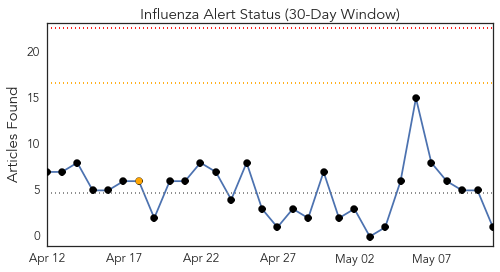 Influenza Alert Status (30-Day Window)
Articles Found
20
15
10
5
0
Apr 12
Apr 17
Apr 22
Apr 27
May 02
May 07